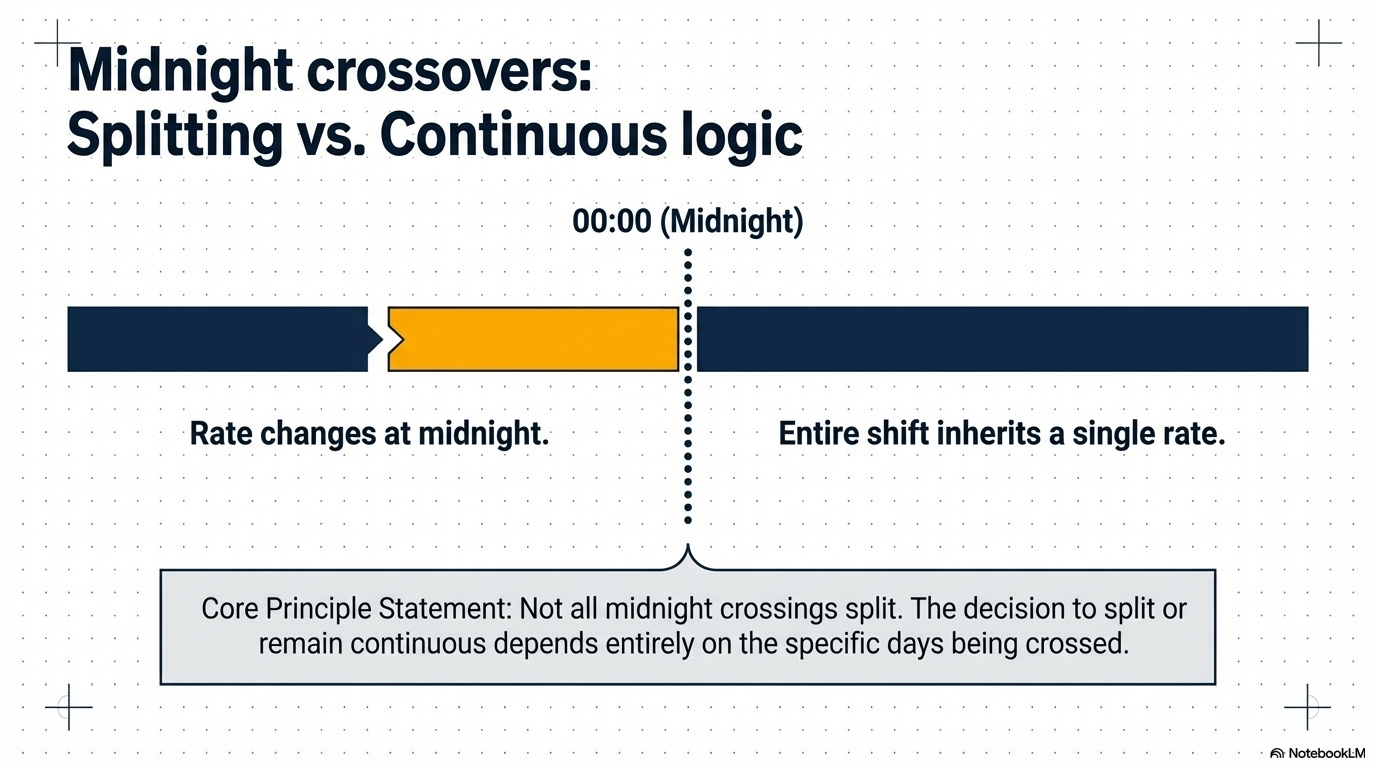 Midnight crossovers:
Splitting vs. Continuous logic
00:00 (Midnight)
Rate changes at midnight.
Entire shift inherits a single rate.
Core Principle Statement: Not all midnight crossings split. The decision to split or
remain continuous depends entirely on the specific days being crossed.
NotebookLM